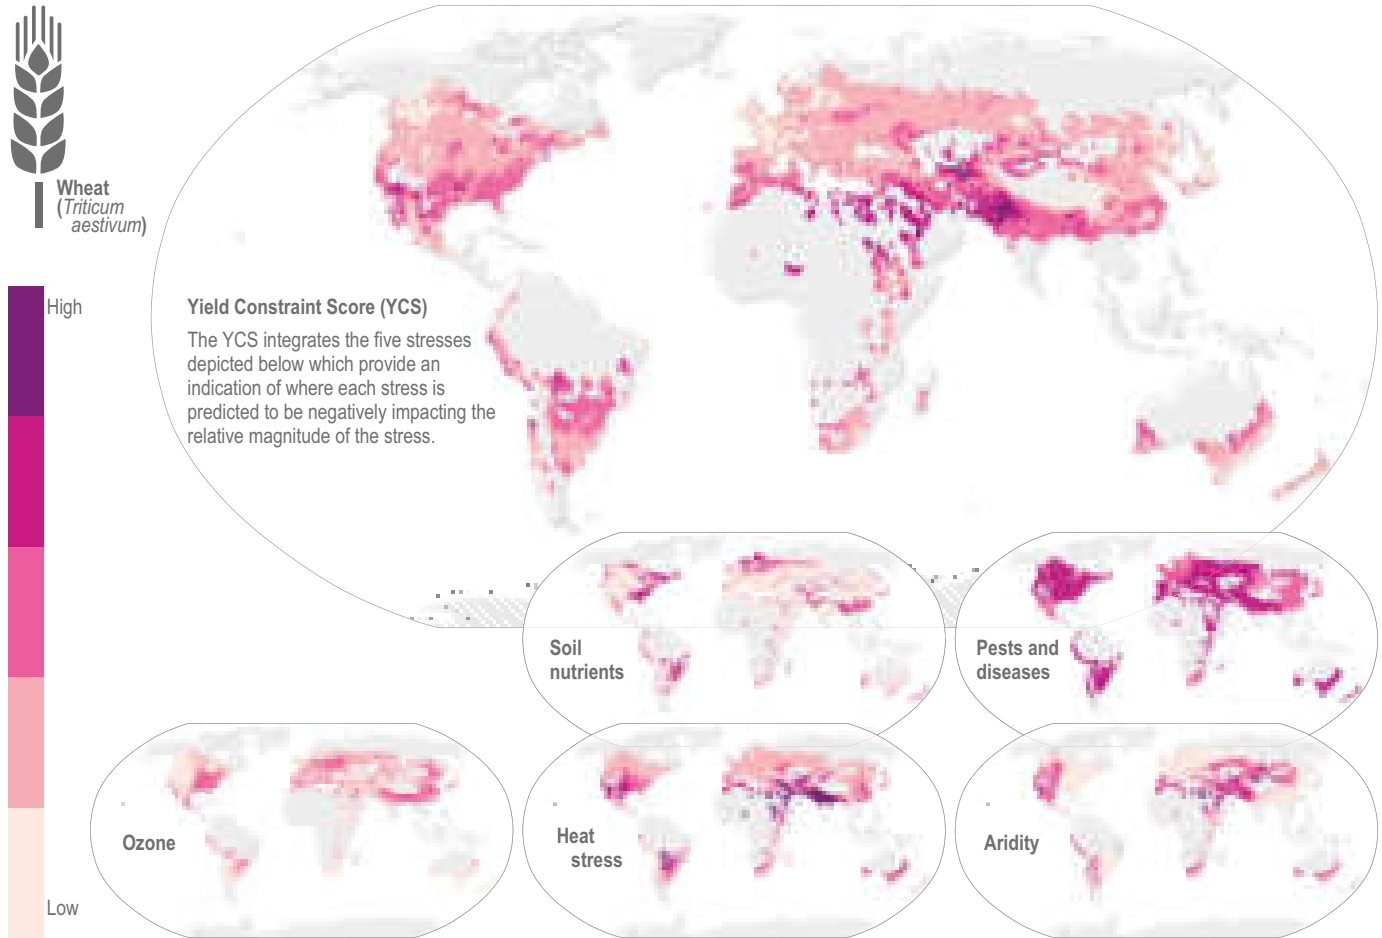 Wheat
(Triticum
aestivum)
High
Yield Constraint Score (YCS)
The YCS integrates the five stresses
depicted below which provide an
indication of where each stress is
predicted to be negatively impacting the
relative magnitude of the stress.
Soil
nutrients
Pests and
diseases
Ozone
Heat
stress
Aridity
Low